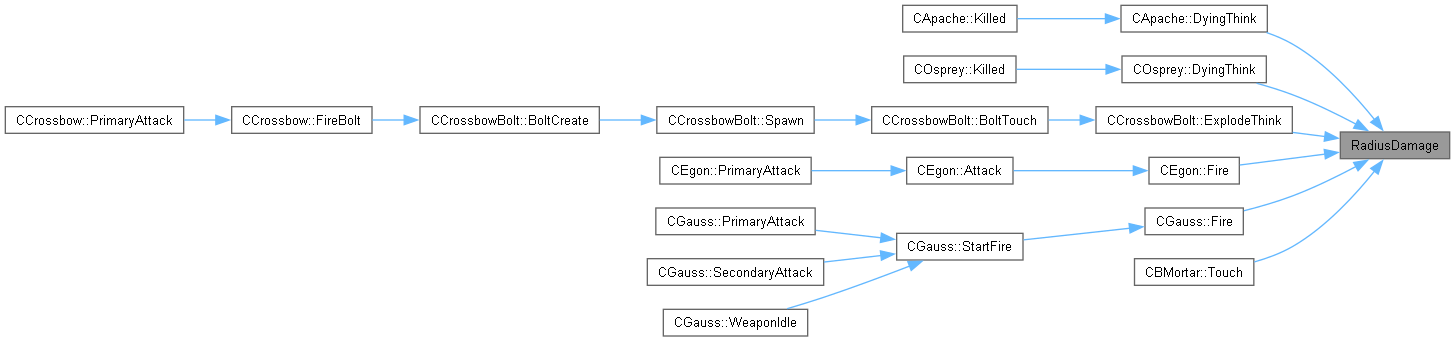 CApache::Killed
CApache::DyingThink
COsprey::Killed
COsprey::DyingThink
CCrossbow::PrimaryAttack
CCrossbow::FireBolt
CCrossbowBolt::BoltCreate
CCrossbowBolt::Spawn
CCrossbowBolt::BoltTouch
CCrossbowBolt::ExplodeThink
RadiusDamage
CEgon::PrimaryAttack
CEgon::Attack
CEgon::Fire
CGauss::PrimaryAttack
CGauss::Fire
CGauss::StartFire
CGauss::SecondaryAttack
CBMortar::Touch
CGauss::WeaponIdle